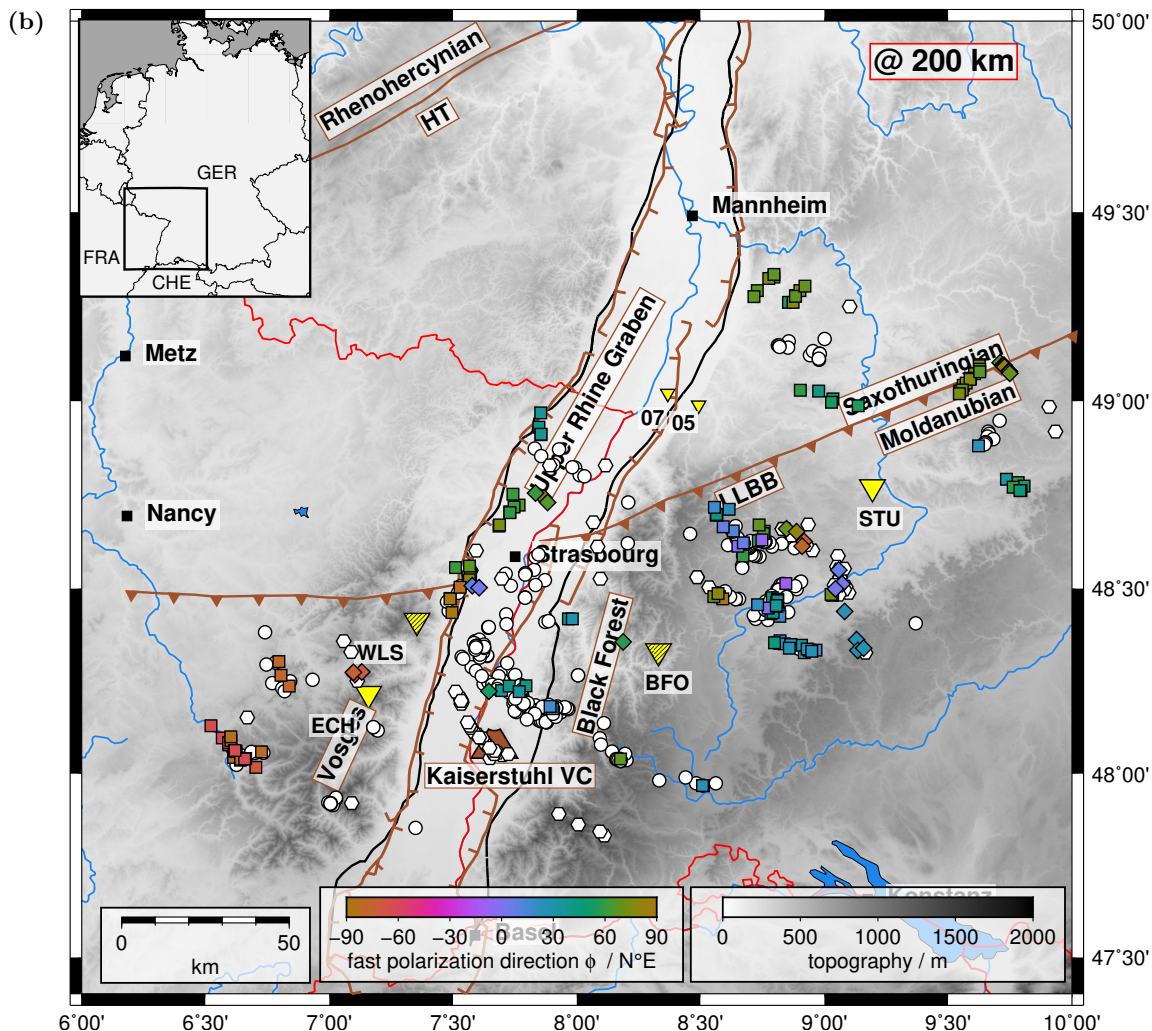 (b)
50°00'
@ 200 km
Rhenohercynian
HT
GER
FRA
CHE
Mannheim
49°30'
Upper Rhine Graben
Metz
Saxothuringian
Moldanubian
07
05
49°00'
LLBB
STU
Nancy
Strasbourg
48°30'
WLS
Black Forest
BFO
ECH
Vosges
Kaiserstuhl VC
48°00'
Konstanz
Basel
0 50
km
−90 −60 −30 0 30 60 90
fast polarization direction ϕ / N°E
0 500 1000 1500 2000
topography / m
47°30'
6°00' 6°30' 7°00' 7°30' 8°00' 8°30' 9°00' 9°30' 10°00'